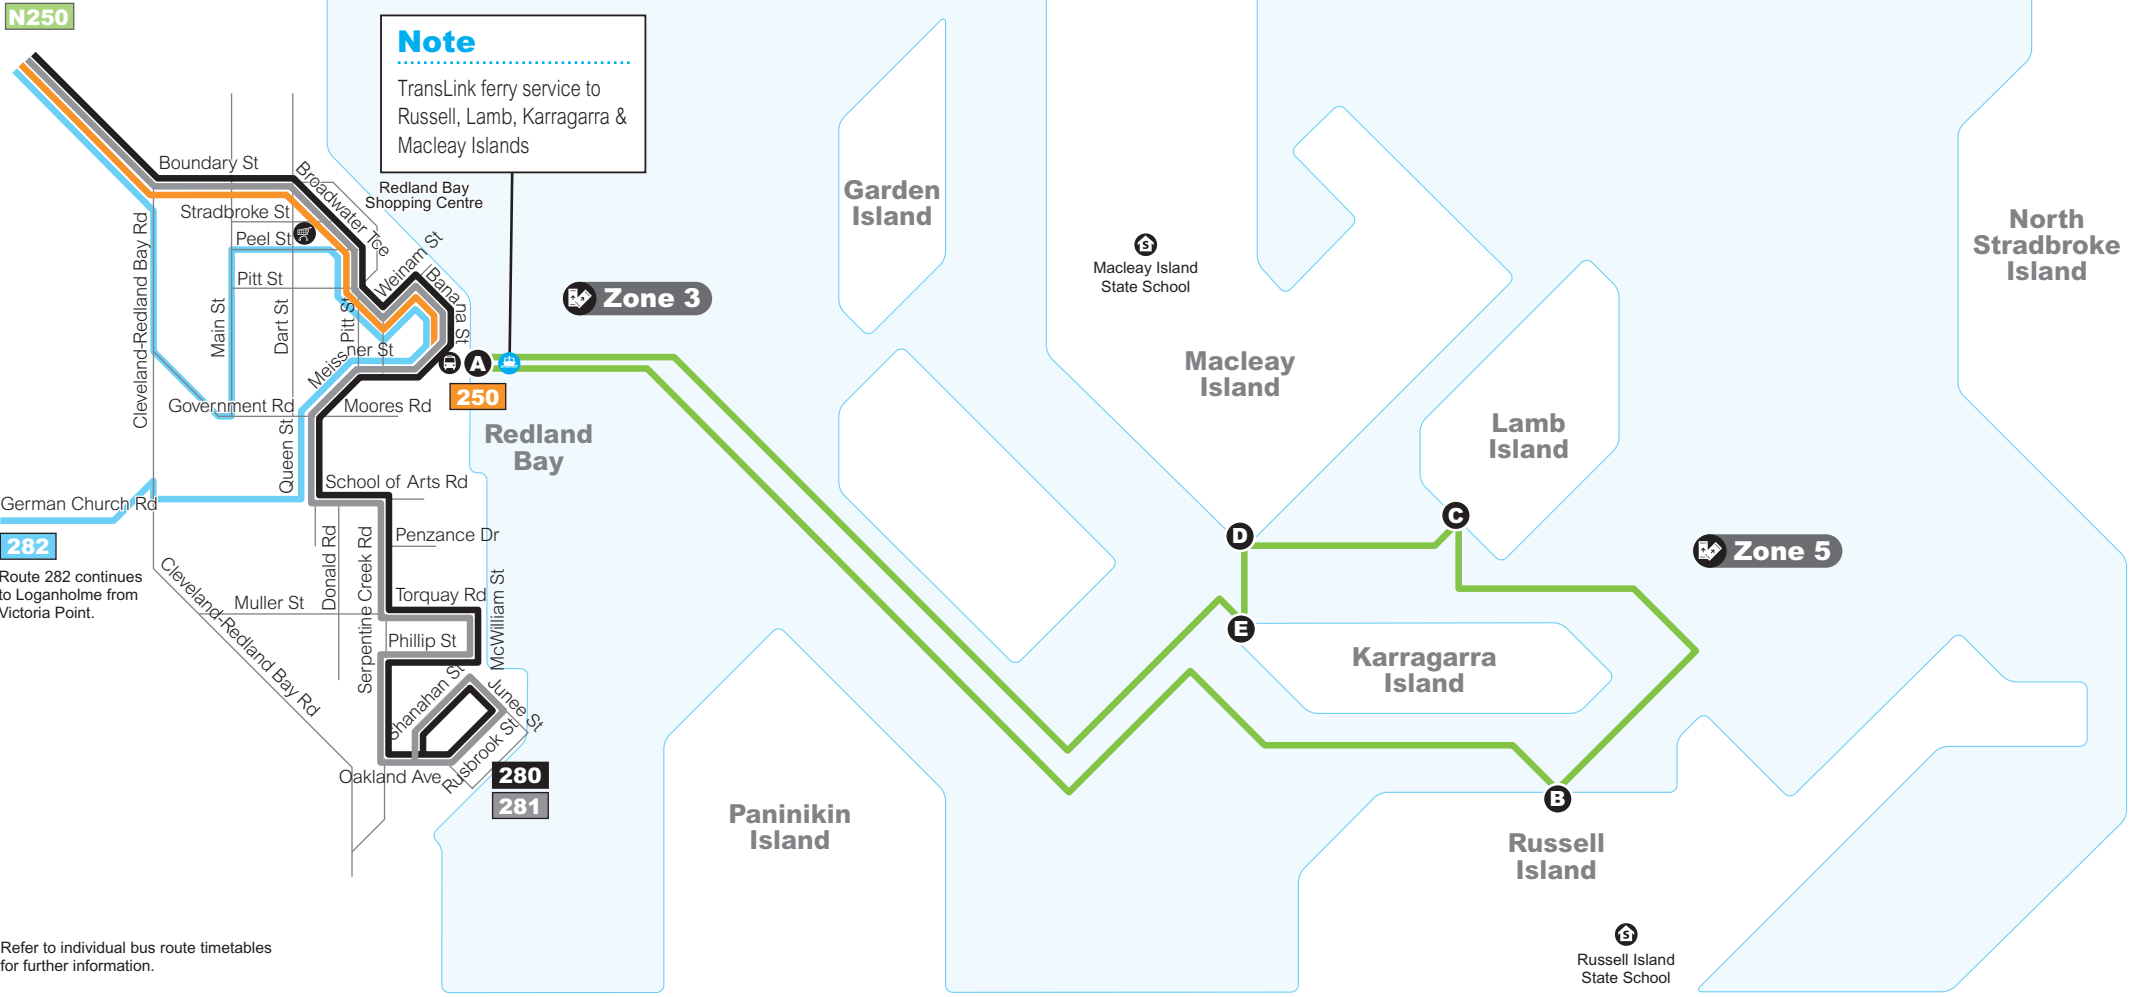 N250
Note
TransLink ferry service to
Russell, Lamb, Karragarra &
Macleay Islands
Boundary St
Broadwater Tce
Redland Bay
Shopping Centre
Stradbroke St
Peel St
Weinam St
Banana St
Pitt St
Cleveland-Redland Bay Rd
Main St
Dart St
Pitt St
Meissner St
A
250
Government Rd
Moores Rd
Queen St
Redland
Bay
School of Arts Rd
German Church Rd
282
Route 282 continues
to Loganholme from
Victoria Point.
Penzance Dr
Donald Rd
Serpentine Creek Rd
Cleveland-Redland Bay Rd
Muller St
Torquay Rd
McWilliam St
Phillip St
Shanahan St
Junee St
Rusbrook St
Oakland Ave
280
281
Refer to individual bus route timetables
for further information.
Zone 3
Garden
Island
Macleay Island
State School
Macleay
Island
Lamb
Island
North
Stradbroke
Island
D
C
Zone 5
E
Karragarra
Island
B
Paninikin
Island
Russell
Island
Russell Island
State School